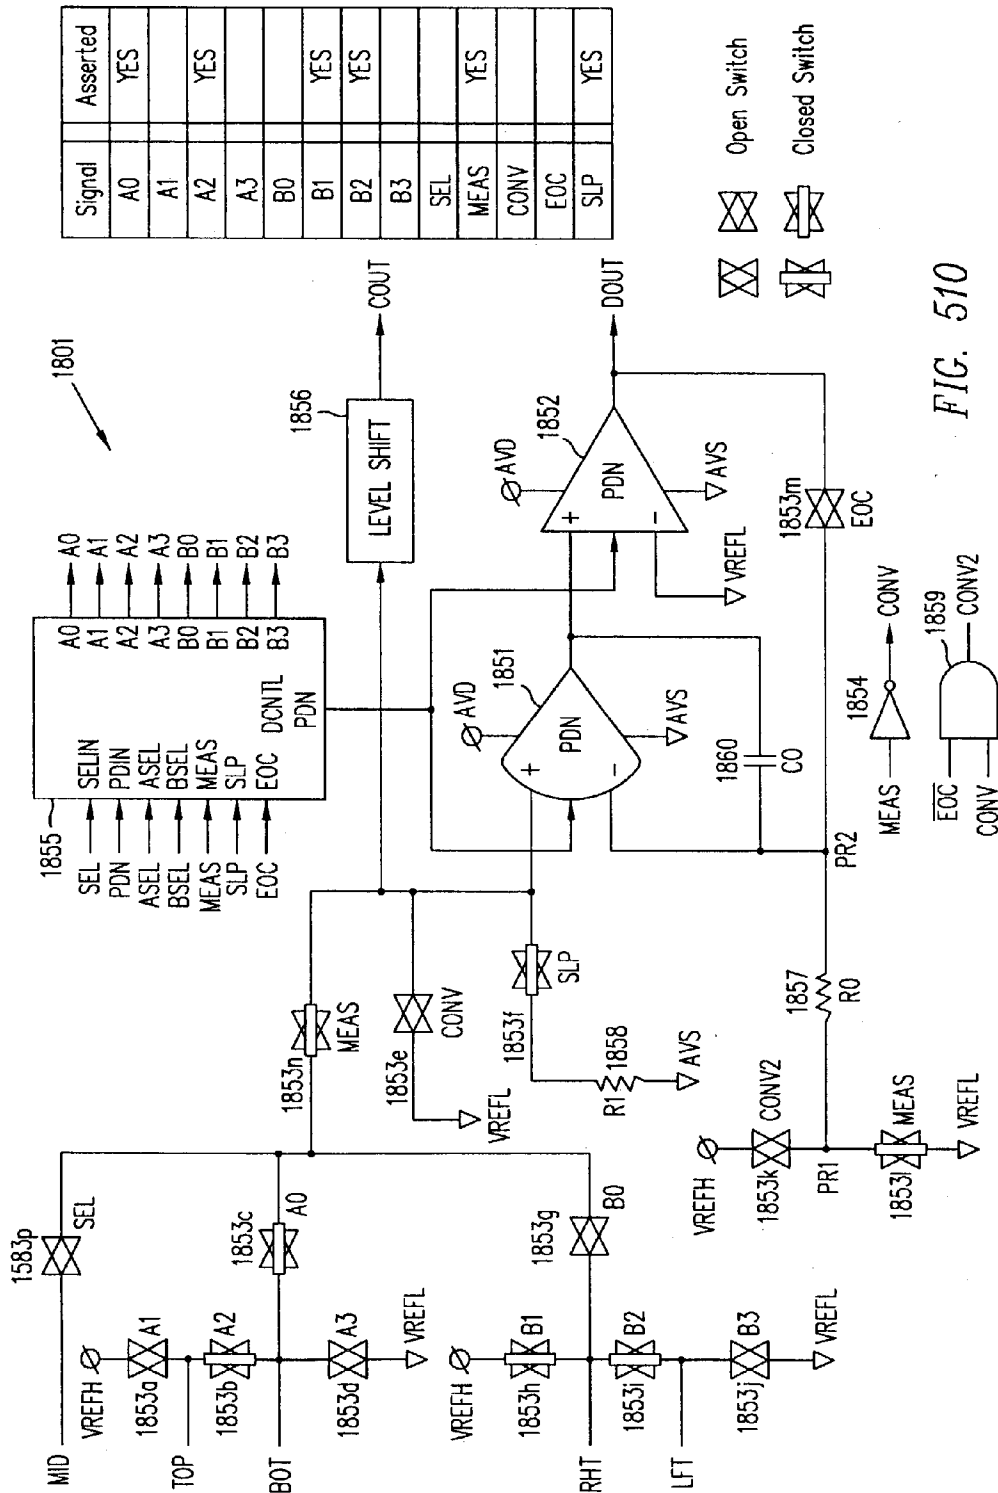 1801
1855
SEL
PDN
ASEL
BSEL
MEAS
SLP
EOC
SELIN
PDIN
ASEL
BSEL
MEAS
SLP
EOC
DCNTL
PDN
A0
A1
A2
A3
B0
B1
B2
B3
A0
A1
A2
A3
B0
B1
B2
B3
Signal Asserted
A0 YES
A1
A2 YES
A3
B0
B1 YES
B2 YES
B3
SEL
MEAS YES
CONV
EOC
SLP YES
1856
LEVEL SHIFT
COUT
MID
1583p
SEL
VREFH
1853a
A1
TOP
1853b
A2
1853c
A0
BOT
1853d
A3
VREFL
VREFH
1853h
B1
1853g
B0
RHT
1853i
B2
LFT
1853j
B3
VREFL
1853n
MEAS
1853e
CONV
VREFL
1853f
SLP
R1
1858
AVS
AVD
1851
+
PDN
−
AVS
1860
CO
AVD
1852
+
PDN
−
AVS
VREFL
DOUT
1853m
EOC
VREFH
1853k
CONV2
PR1
1853l
MEAS
VREFL
1857
R0
PR2
MEAS
1854
CONV
E̅O̅C̅
CONV
1859
CONV2
Open Switch
Closed Switch
FIG. 510